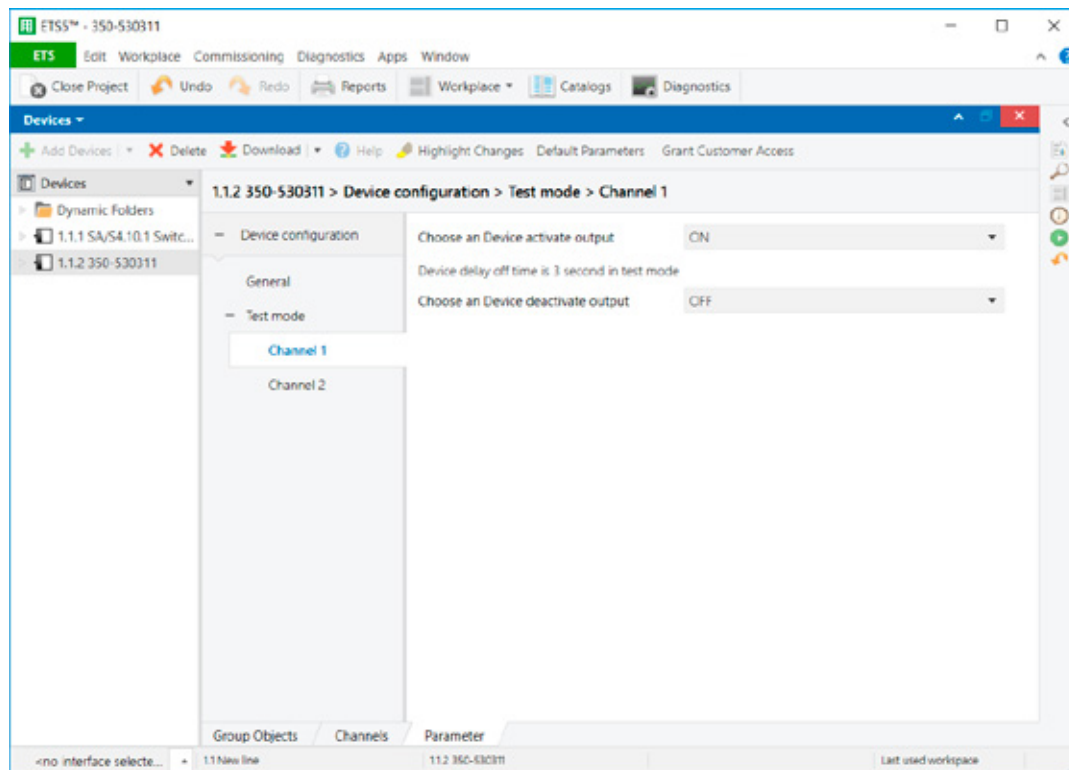 ETS5™ - 350-530311
ETS Edit Workplace Commissioning Diagnostics Apps Window
Close Project Undo Redo Reports Workplace Catalogs Diagnostics
Devices
Add Devices Delete Download Help Highlight Changes Default Parameters Grant Customer Access
Devices
Dynamic Folders
1.1.1 SA/S4.10.1 Switc...
1.1.2 350-530311
1.1.2 350-530311 > Device configuration > Test mode > Channel 1
Device configuration
General
Test mode
Channel 1
Channel 2
Choose an Device activate output ON
Device delay off time is 3 second in test mode
Choose an Device deactivate output OFF
Group Objects Channels Parameter
<no interface selecte... 1.1 New line 1.1.2 350-530311 Last used workspace